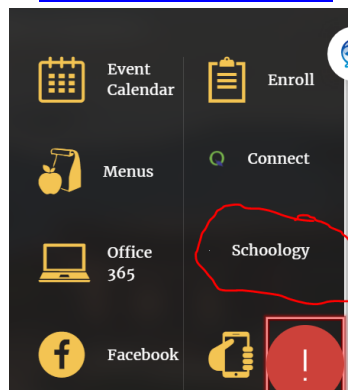 Event
Calendar
Enroll
Menus
Q Connect
Office
365
Schoology
f Facebook
!